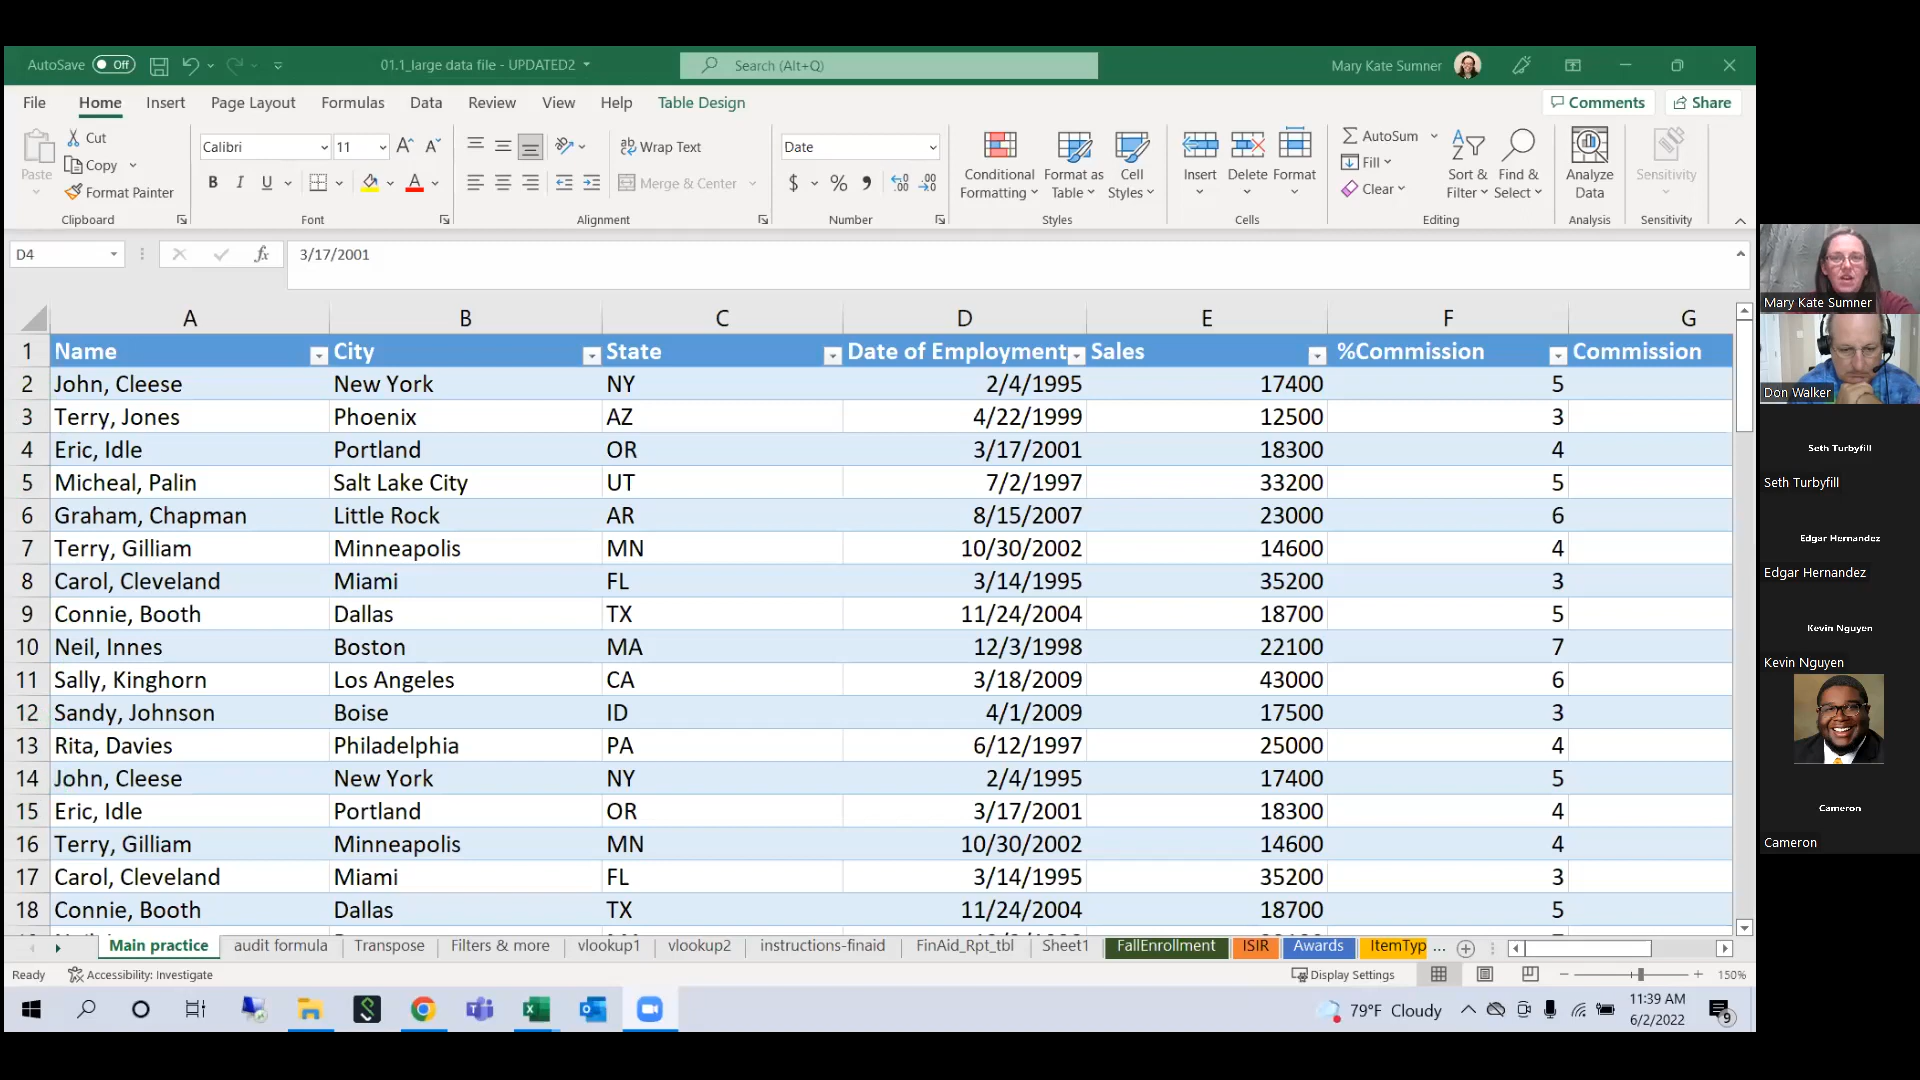 AutoSave Off 01.1_large data file - UPDATED2 Search (Alt+Q) Mary Kate Sumner
File Home Insert Page Layout Formulas Data Review View Help Table Design Comments Share
Paste Cut Copy Format Painter Clipboard
Calibri 11 B I U Font
Wrap Text Merge & Center Alignment
Date $ % Number
Conditional Formatting Format as Table Cell Styles Styles
Insert Delete Format Cells
AutoSum Fill Clear Sort & Filter Find & Select Editing
Analyze Data Analysis
Sensitivity Sensitivity
D4 fx 3/17/2001
A B C D E F G
1 Name City State Date of Employment Sales %Commission Commission
2 John, Cleese New York NY 2/4/1995 17400 5
3 Terry, Jones Phoenix AZ 4/22/1999 12500 3
4 Eric, Idle Portland OR 3/17/2001 18300 4
5 Micheal, Palin Salt Lake City UT 7/2/1997 33200 5
6 Graham, Chapman Little Rock AR 8/15/2007 23000 6
7 Terry, Gilliam Minneapolis MN 10/30/2002 14600 4
8 Carol, Cleveland Miami FL 3/14/1995 35200 3
9 Connie, Booth Dallas TX 11/24/2004 18700 5
10 Neil, Innes Boston MA 12/3/1998 22100 7
11 Sally, Kinghorn Los Angeles CA 3/18/2009 43000 6
12 Sandy, Johnson Boise ID 4/1/2009 17500 3
13 Rita, Davies Philadelphia PA 6/12/1997 25000 4
14 John, Cleese New York NY 2/4/1995 17400 5
15 Eric, Idle Portland OR 3/17/2001 18300 4
16 Terry, Gilliam Minneapolis MN 10/30/2002 14600 4
17 Carol, Cleveland Miami FL 3/14/1995 35200 3
18 Connie, Booth Dallas TX 11/24/2004 18700 5
Main practice audit formula Transpose Filters & more vlookup1 vlookup2 instructions-finaid FinAid_Rpt_tbl Sheet1 FallEnrollment ISIR Awards ItemTyp ...
Ready Accessibility: Investigate Display Settings 150%
79°F Cloudy 11:39 AM
6/2/2022 9
Mary Kate Sumner
Don Walker
Seth Turbyfill
Seth Turbyfill
Edgar Hernandez
Edgar Hernandez
Kevin Nguyen
Kevin Nguyen
Cameron
Cameron